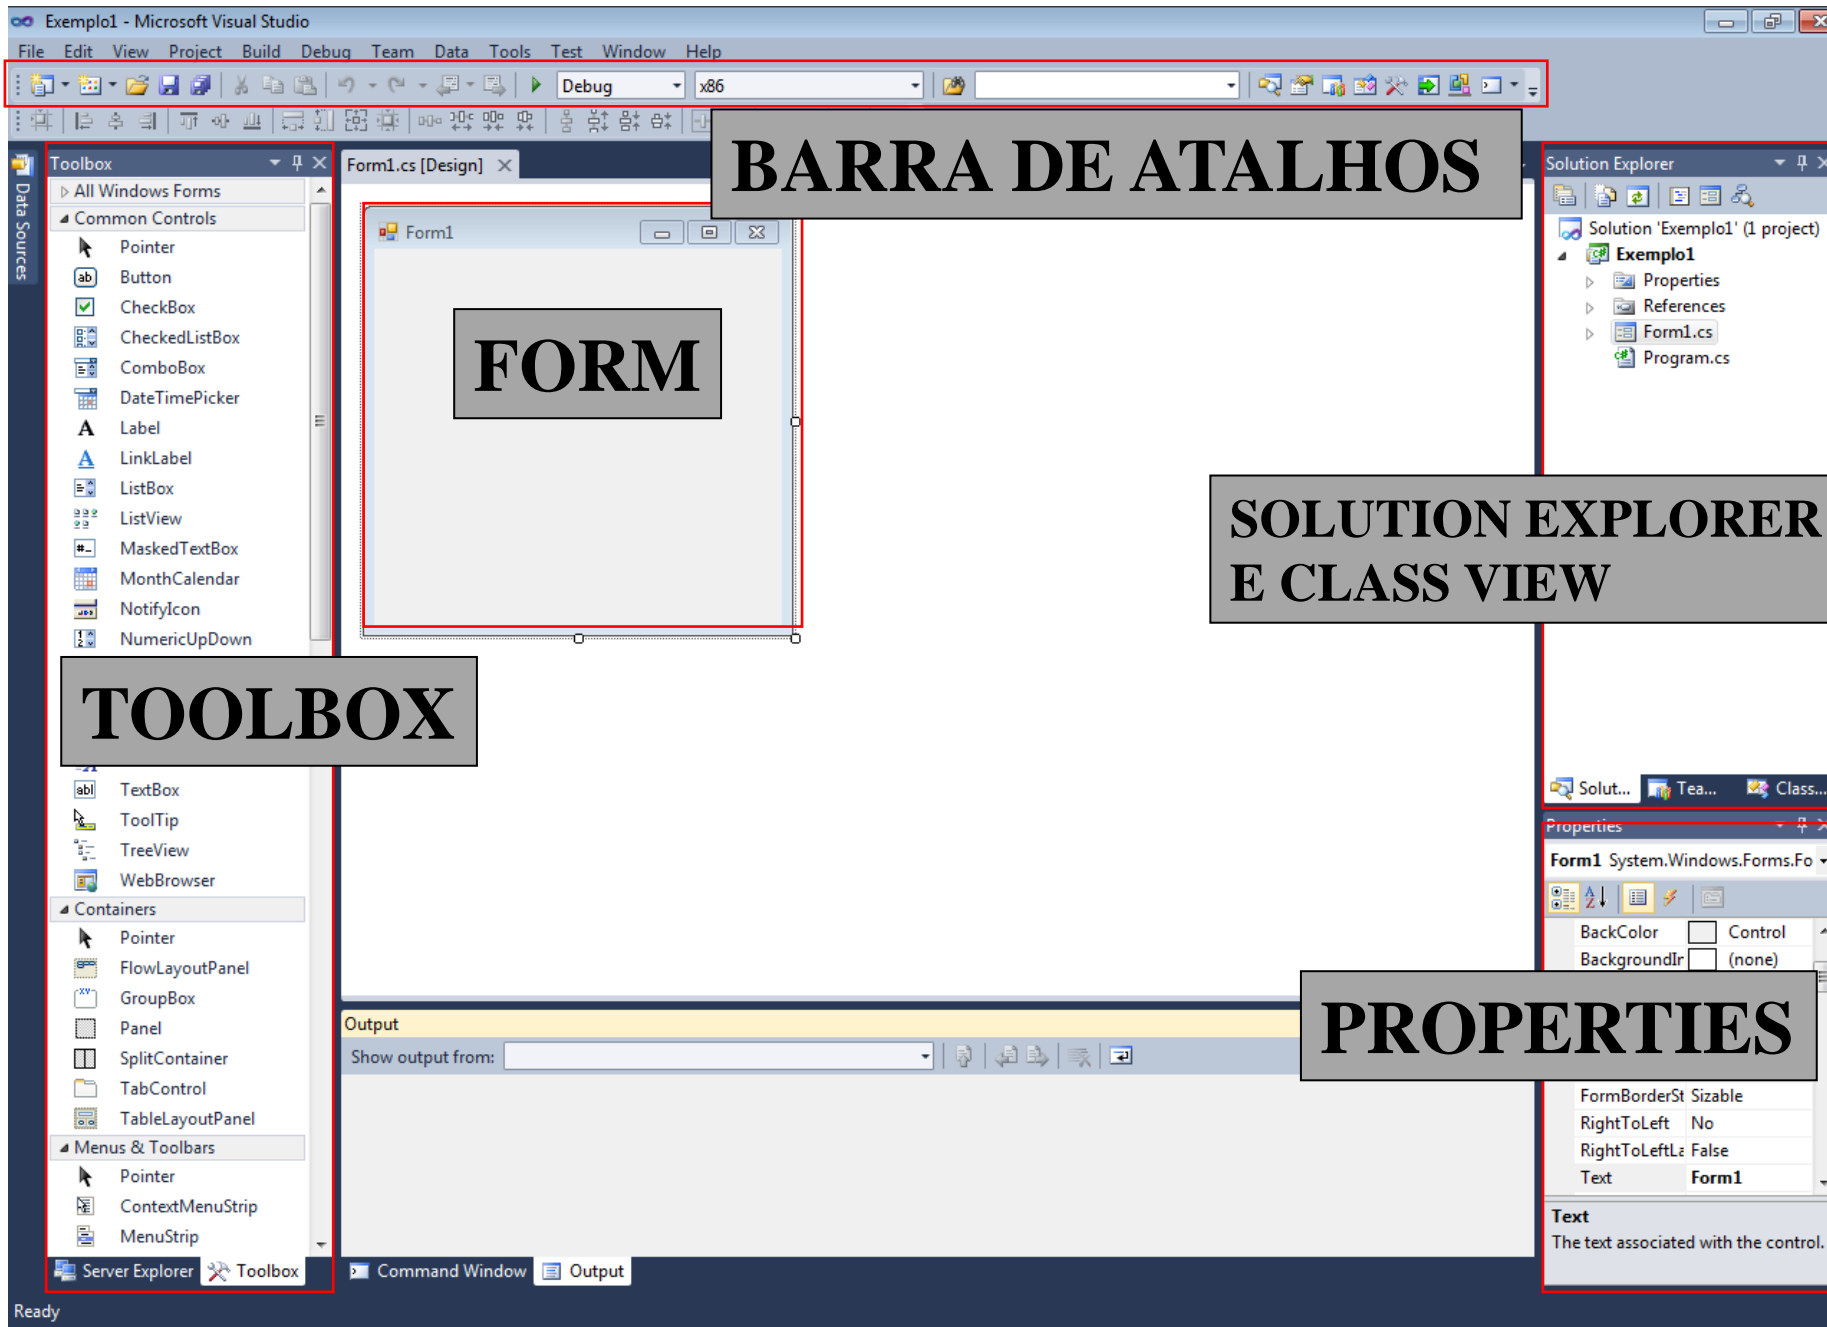 Exemplo1 - Microsoft Visual Studio
File Edit View Project Build Debug Team Data Tools Test Window Help
Debug x86
BARRA DE ATALHOS
Data Sources
Toolbox
All Windows Forms
Common Controls
Pointer
Button
CheckBox
CheckedListBox
ComboBox
DateTimePicker
Label
LinkLabel
ListBox
ListView
MaskedTextBox
MonthCalendar
NotifyIcon
NumericUpDown
TOOLBOX
TextBox
ToolTip
TreeView
WebBrowser
Containers
Pointer
FlowLayoutPanel
GroupBox
Panel
SplitContainer
TabControl
TableLayoutPanel
Menus & Toolbars
Pointer
ContextMenuStrip
MenuStrip
Server Explorer Toolbox
Form1.cs [Design]
Form1
FORM
Output
Show output from:
Command Window Output
Solution Explorer
Solution 'Exemplo1' (1 project)
Exemplo1
Properties
References
Form1.cs
Program.cs
SOLUTION EXPLORER
E CLASS VIEW
Solut... Tea... Class...
Properties
Form1 System.Windows.Forms.Fo
BackColor Control
BackgroundIr (none)
PROPERTIES
FormBorderSt Sizable
RightToLeft No
RightToLeftLa False
Text Form1
Text
The text associated with the control.
Ready